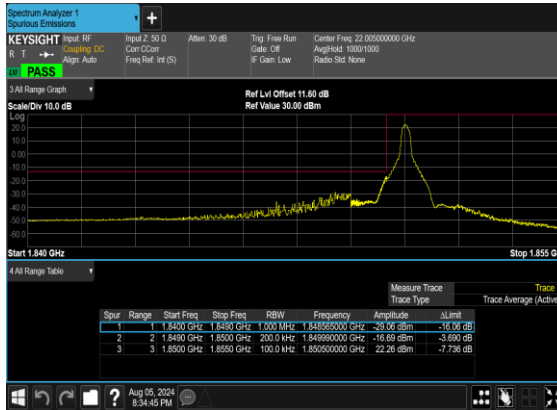 Spectrum Analyzer 1
Spurious Emissions
+
KEYSIGHT Input: RF Input Z: 50 Ω Atten: 30 dB Trig: Free Run Center Freq: 22.005000000 GHz
R T Coupling: DC Corr CCorr Gate: Off Avg|Hold: 1000/1000
Align: Auto Freq Ref: Int (S) IF Gain: Low Radio Std: None
LU PASS
3 All Range Graph Ref Lvl Offset 11.60 dB
Scale/Div 10.0 dB Ref Value 30.00 dBm
Log
20.0
10.0
0.00
-10.0
-20.0
-30.0
-40.0
-50.0
-60.0
Start 1.840 GHz Stop 1.855 G
4 All Range Table
Measure Trace Trace
Trace Type Trace Average (Active
Spur Range Start Freq Stop Freq RBW Frequency Amplitude ΔLimit
1 1 1.8400 GHz 1.8490 GHz 1.000 MHz 1.848565000 GHz -29.06 dBm -16.06 dB
2 2 1.8490 GHz 1.8500 GHz 200.0 kHz 1.849990000 GHz -16.69 dBm -3.690 dB
3 3 1.8500 GHz 1.8550 GHz 100.0 kHz 1.850500000 GHz 22.26 dBm -7.736 dB
? Aug 05, 2024
8:34:45 PM